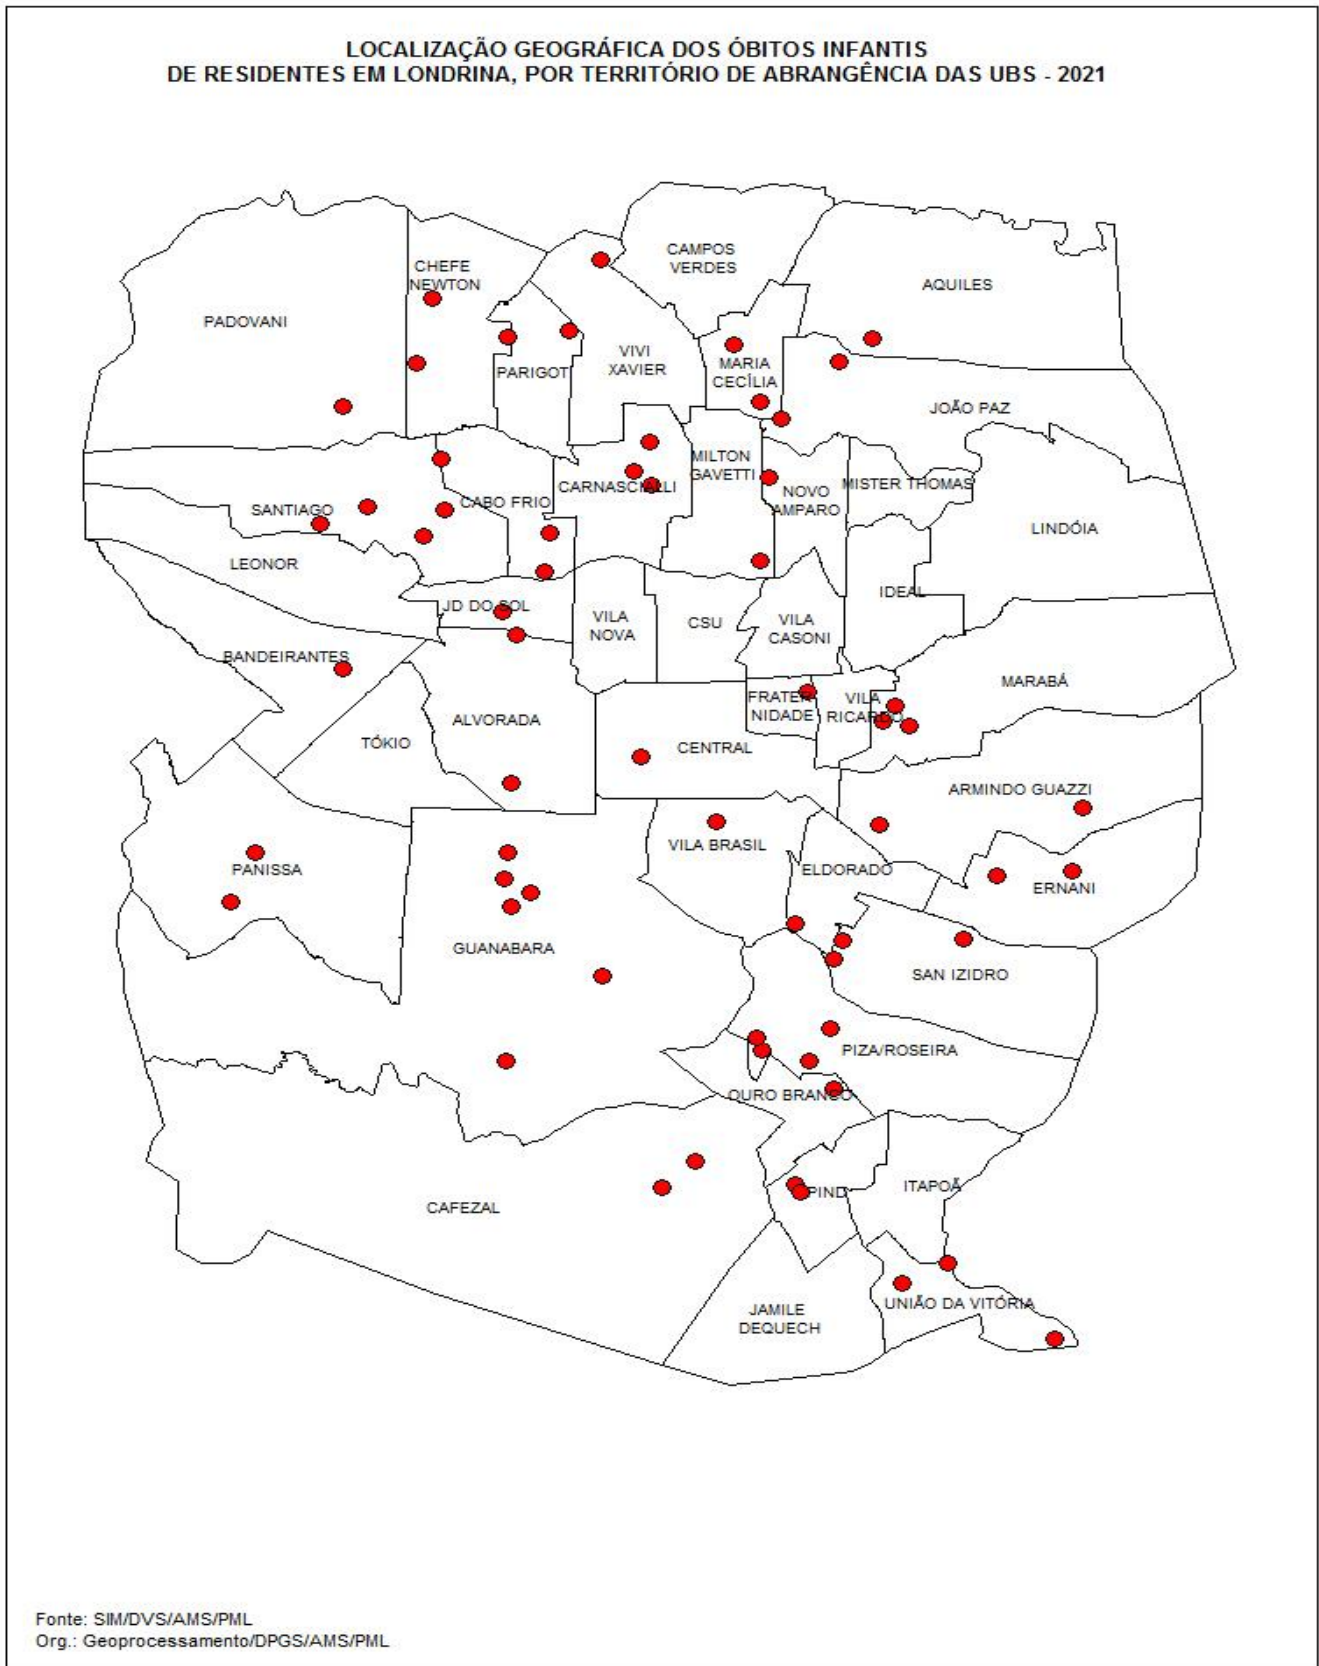 LOCALIZAÇÃO GEOGRÁFICA DOS ÓBITOS INFANTIS
DE RESIDENTES EM LONDRINA, POR TERRITÓRIO DE ABRANGÊNCIA DAS UBS - 2021
CAMPOS
VERDES
CHEFE
NEWTON
AQUILES
PADOVANI
VIVI
XAVIER
PARIGOT
MARIA
CECÍLIA
JOÃO PAZ
MILTON
GAVETTI
CARNASCIALLI
NOVO
AMPARO
MISTER THOMAS
SANTIAGO
CABO FRIO
LINDÓIA
LEONOR
IDEAL
JD DO SOL
VILA
NOVA
CSU
VILA
CASONI
BANDEIRANTES
MARABÁ
FRATER
NIDADE
VILA
RICARDO
ALVORADA
TÓKIO
CENTRAL
ARMINDO GUAZZI
VILA BRASIL
PANISSA
ELDORADO
ERNANI
GUANABARA
SAN IZIDRO
PIZA/ROSEIRA
OURO BRANCO
PIND
ITAPOÃ
CAFEZAL
UNIÃO DA VITÓRIA
JAMILE
DEQUECH
Fonte: SIM/DVS/AMS/PML
Org.: Geoprocessamento/DPGS/AMS/PML